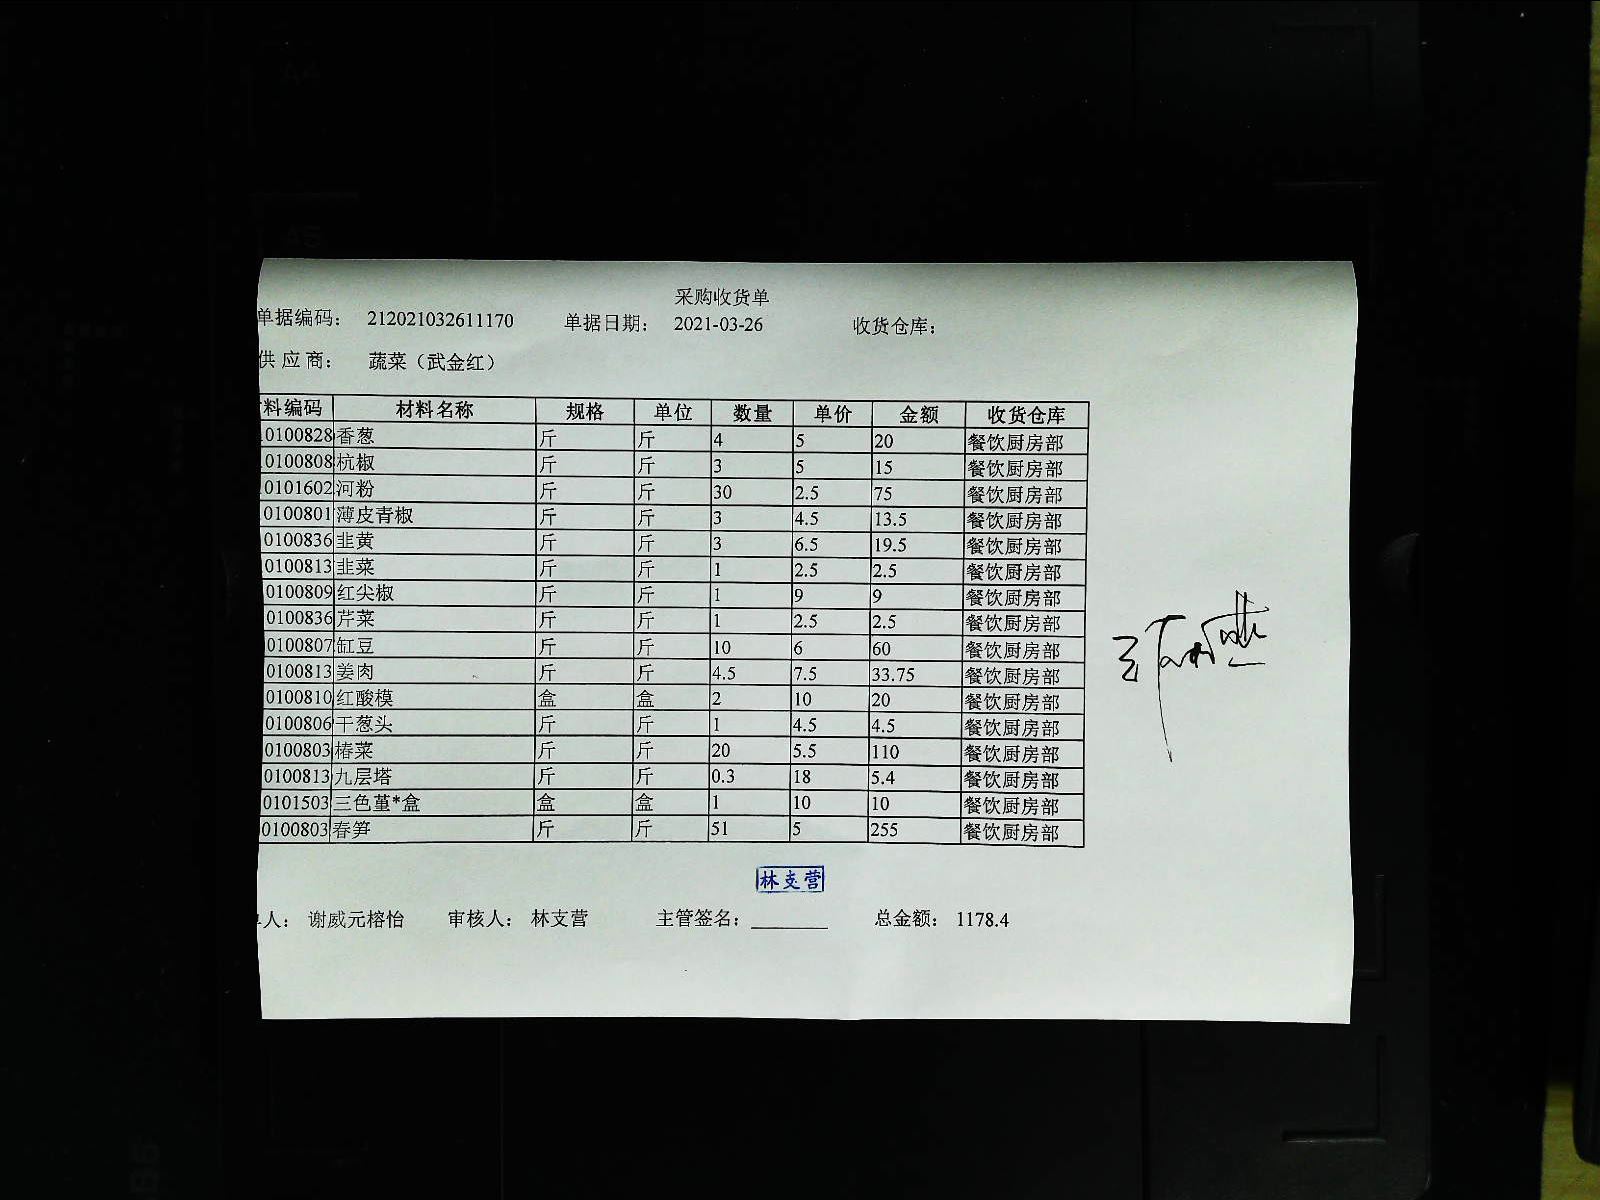 采购收货单
单据编码： 212021032611170 单据日期： 2021-03-26 收货仓库：
供 应 商： 蔬菜（武金红）
料编码 材料名称 规格 单位 数量 单价 金额 收货仓库
0100828 香葱 斤 斤 4 5 20 餐饮厨房部
0100808 杭椒 斤 斤 3 5 15 餐饮厨房部
0101602 河粉 斤 斤 30 2.5 75 餐饮厨房部
0100801 薄皮青椒 斤 斤 3 4.5 13.5 餐饮厨房部
0100836 韭黄 斤 斤 3 6.5 19.5 餐饮厨房部
0100813 韭菜 斤 斤 1 2.5 2.5 餐饮厨房部
0100809 红尖椒 斤 斤 1 9 9 餐饮厨房部
0100836 芹菜 斤 斤 1 2.5 2.5 餐饮厨房部
0100807 缸豆 斤 斤 10 6 60 餐饮厨房部
0100813 姜肉 斤 斤 4.5 7.5 33.75 餐饮厨房部
0100810 红酸模 盒 盒 2 10 20 餐饮厨房部
0100806 干葱头 斤 斤 1 4.5 4.5 餐饮厨房部
0100803 椿菜 斤 斤 20 5.5 110 餐饮厨房部
0100813 九层塔 斤 斤 0.3 18 5.4 餐饮厨房部
0101503 三色堇*盒 盒 盒 1 10 10 餐饮厨房部
0100803 春笋 斤 斤 51 5 255 餐饮厨房部
林支营
人： 谢威元榕怡 审核人： 林支营 主管签名： 总金额： 1178.4